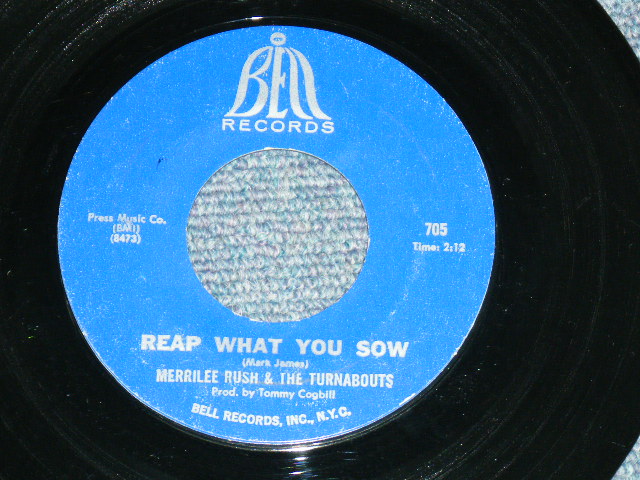 BELL
RECORDS
Press Music Co.
(BMI)
(8473)
705
Time: 2:12
REAP WHAT YOU SOW
(Mark James)
MERRILEE RUSH & THE TURNABOUTS
Prod. by Tommy Cogbill
BELL RECORDS, INC., N.Y.C.